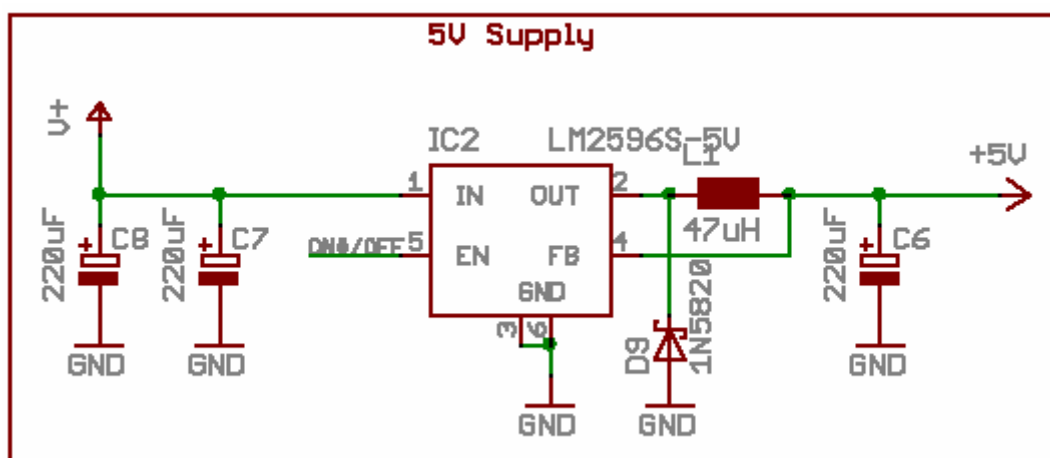 5V Supply
V+
IC2
LM2596S-5V
L1
+5V
1
IN
OUT
2
220uF
C8
220uF
C7
ON#/OFF
5
EN
FB
4
47uH
220uF
C6
GND
3
6
D9
1N5820
GND
GND
GND
GND
GND
+
+
+